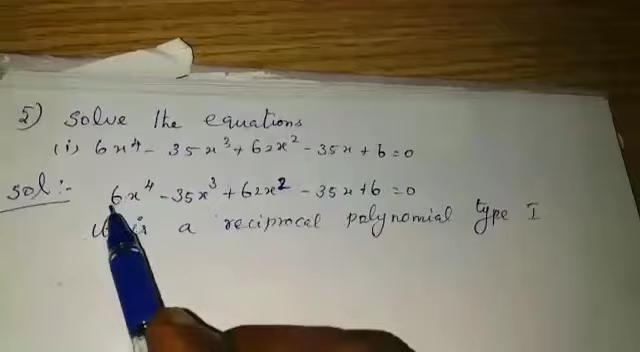 5) Solve the equations
(i) 6x⁴ - 35x³ + 62x² - 35x + 6 = 0
Sol:- 6x⁴ - 35x³ + 62x² - 35x + 6 = 0
is a reciprocal polynomial type I